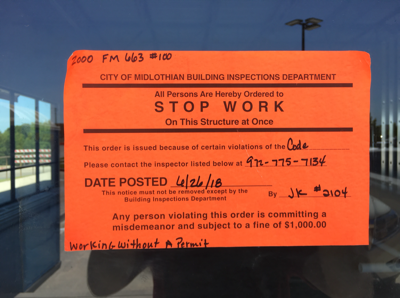 2000 FM 663 #100
CITY OF MIDLOTHIAN BUILDING INSPECTIONS DEPARTMENT
All Persons Are Hereby Ordered to
STOP WORK
On This Structure at Once
This order is issued because of certain violations of the Code
Please contact the inspector listed below at 972-775-7134
DATE POSTED 6/26/18
This notice must not be removed except by the
Building Inspections Department
By JK #2104
Any person violating this order is committing a
misdemeanor and subject to a fine of $1,000.00
Working Without A Permit